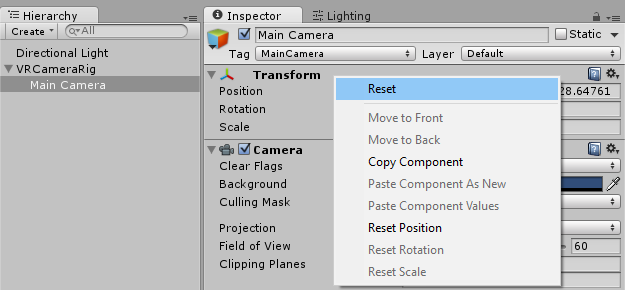 Hierarchy
Create
All
Directional Light
VRCameraRig
Main Camera
Inspector
Lighting
Main Camera
Static
Tag
MainCamera
Layer
Default
Transform
Position
28.64761
Rotation
Scale
Camera
Clear Flags
Background
Culling Mask
Projection
Field of View
60
Clipping Planes
Reset
Move to Front
Move to Back
Copy Component
Paste Component As New
Paste Component Values
Reset Position
Reset Rotation
Reset Scale